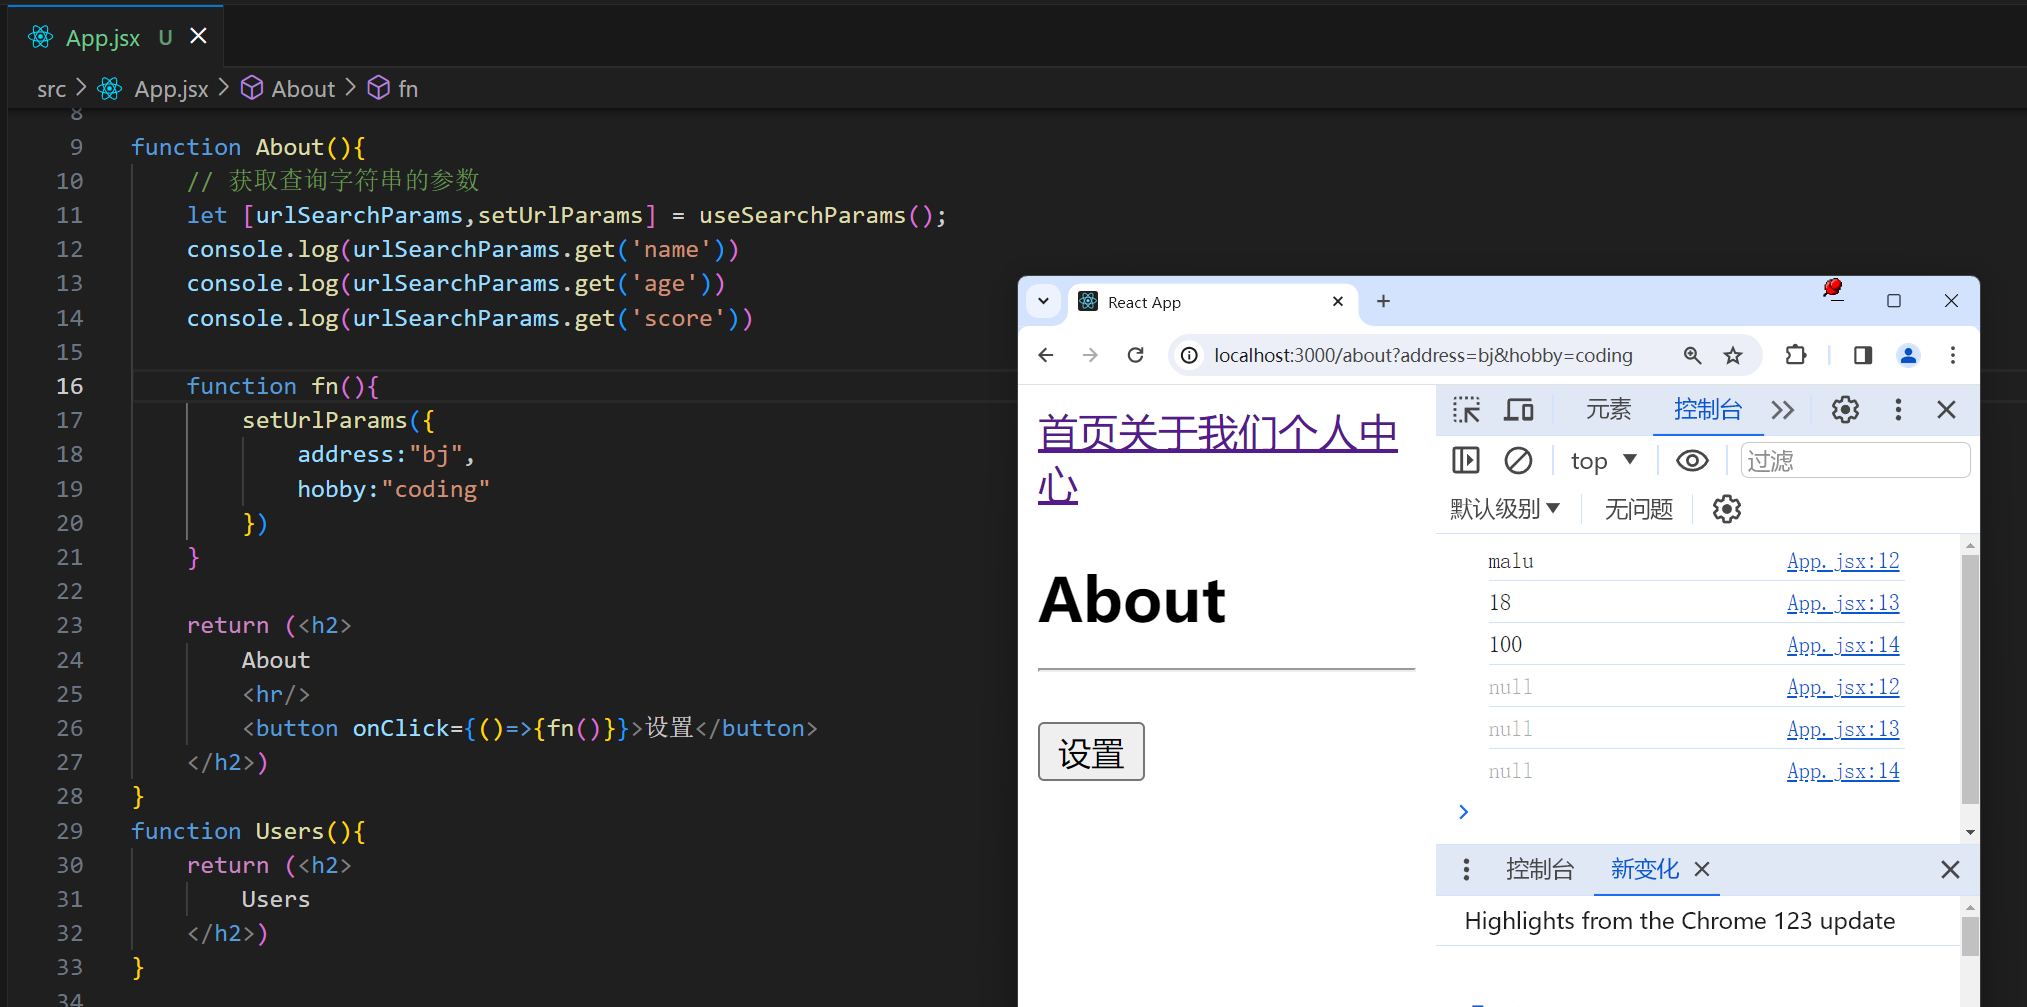 App.jsx U
src > App.jsx > About > fn
8
9 function About(){
10 // 获取查询字符串的参数
11 let [urlSearchParams,setUrlParams] = useSearchParams();
12 console.log(urlSearchParams.get('name'))
13 console.log(urlSearchParams.get('age'))
14 console.log(urlSearchParams.get('score'))
15
16 function fn(){
17 setUrlParams({
18 address:"bj",
19 hobby:"coding"
20 })
21 }
22
23 return (<h2>
24 About
25 <hr/>
26 <button onClick={()=>{fn()}}>设置</button>
27 </h2>)
28 }
29 function Users(){
30 return (<h2>
31 Users
32 </h2>)
33 }
34
React App
localhost:3000/about?address=bj&hobby=coding
首页关于我们个人中
心
About
设置
元素 控制台
top 过滤
默认级别 无问题
malu App.jsx:12
18 App.jsx:13
100 App.jsx:14
null App.jsx:12
null App.jsx:13
null App.jsx:14
控制台 新变化
Highlights from the Chrome 123 update